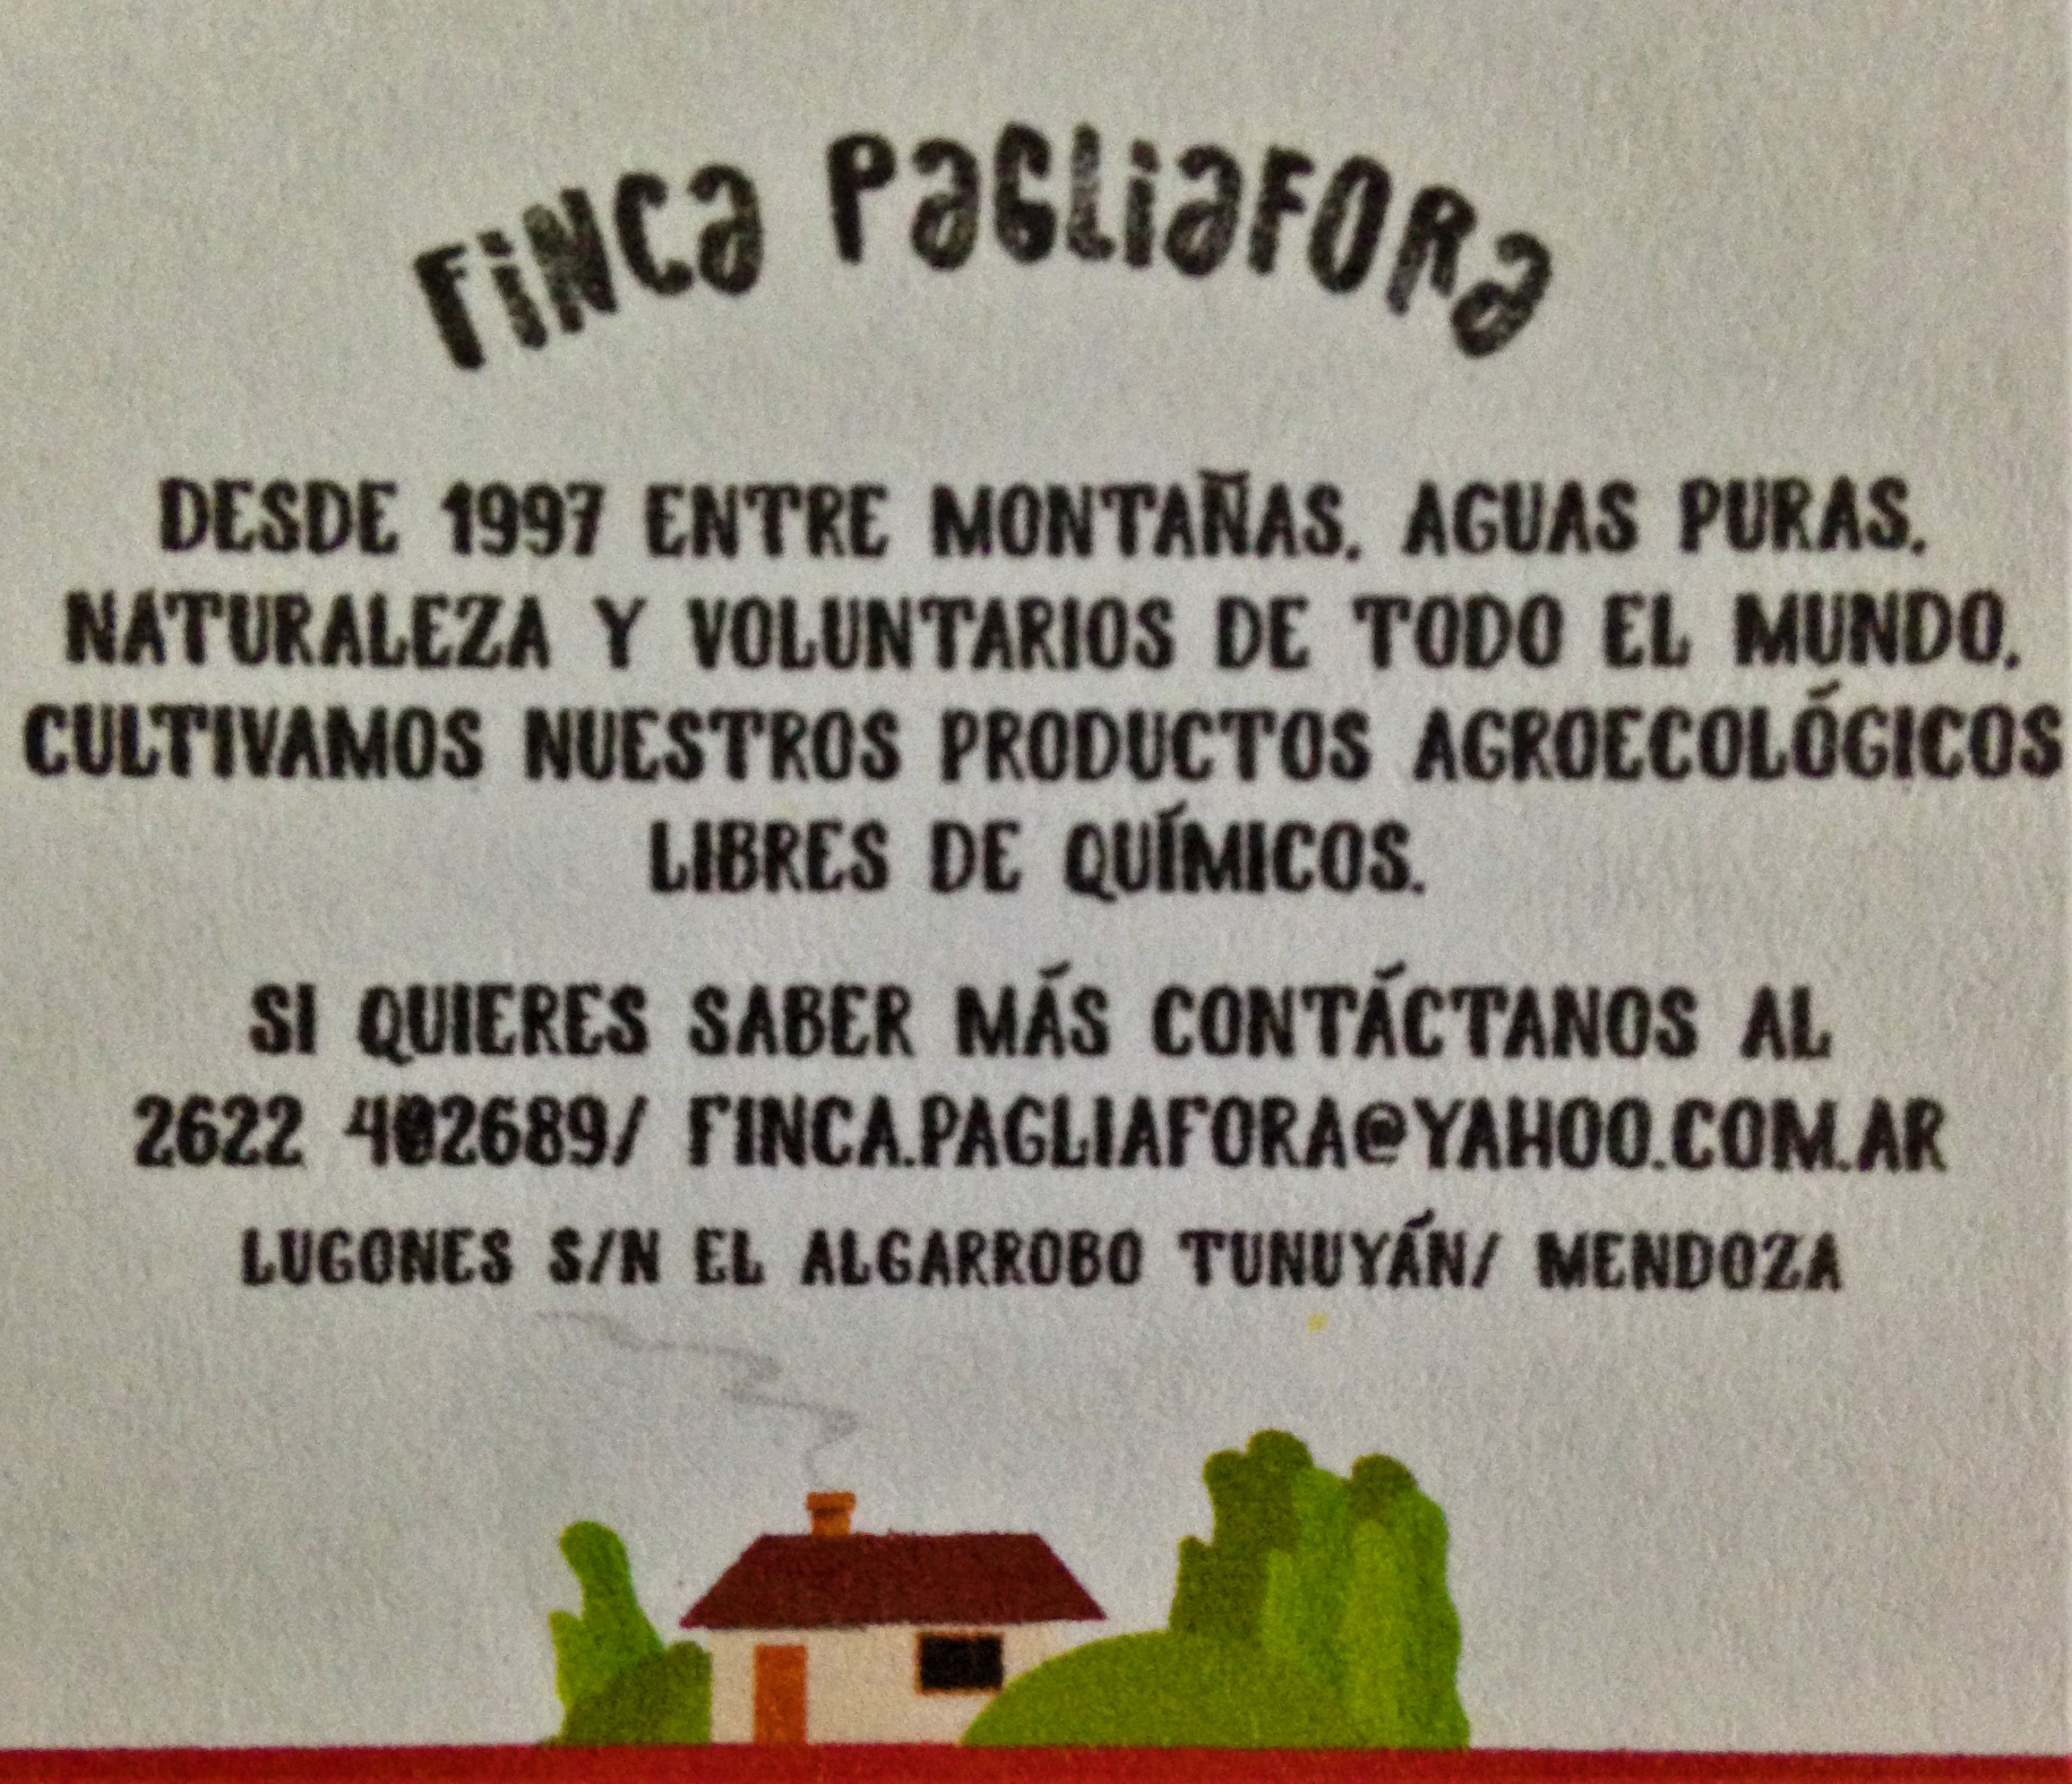 FiNCa PaGLiaFORa
DESDE 1997 ENTRE MONTAÑAS. AGUAS PURAS.
NATURALEZA Y VOLUNTARIOS DE TODO EL MUNDO.
CULTIVAMOS NUESTROS PRODUCTOS AGROECOLÓGICOS
LIBRES DE QUÍMICOS.
SI QUIERES SABER MÁS CONTÁCTANOS AL
2622 402689/ FINCA.PAGLIAFORA@YAHOO.COM.AR
LUGONES S/N EL ALGARROBO TUNUYÁN/ MENDOZA